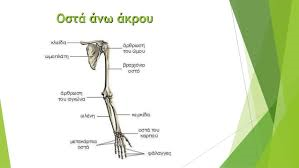 Οστά άνω άκρου
κλείδα
ωμοπλάτη
άρθρωση
του ώμου
βραχιόνιο
οστό
άρθρωση
του αγκώνα
ωλένη
κερκίδα
οστά του
καρπού
μετακάρπια
οστά
φάλαγγες